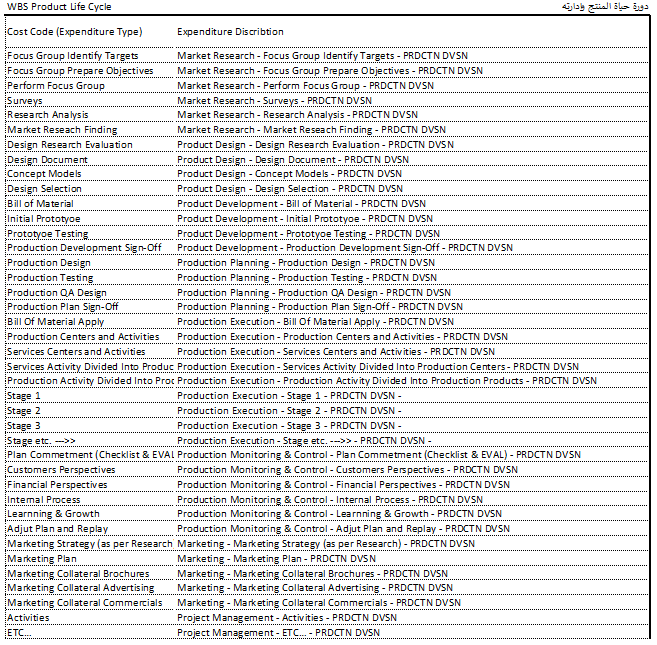 WBS Product Life Cycle دورة حياة المنتج وإدارته
Cost Code (Expenditure Type) Expenditure Discribtion
Focus Group Identify Targets Market Research - Focus Group Identify Targets - PRDCTN DVSN
Focus Group Prepare Objectives Market Research - Focus Group Prepare Objectives - PRDCTN DVSN
Perform Focus Group Market Research - Perform Focus Group - PRDCTN DVSN
Surveys Market Research - Surveys - PRDCTN DVSN
Research Analysis Market Research - Research Analysis - PRDCTN DVSN
Market Reseach Finding Market Research - Market Reseach Finding - PRDCTN DVSN
Design Research Evaluation Product Design - Design Research Evaluation - PRDCTN DVSN
Design Document Product Design - Design Document - PRDCTN DVSN
Concept Models Product Design - Concept Models - PRDCTN DVSN
Design Selection Product Design - Design Selection - PRDCTN DVSN
Bill of Material Product Development - Bill of Material - PRDCTN DVSN
Initial Prototyoe Product Development - Initial Prototyoe - PRDCTN DVSN
Prototyoe Testing Product Development - Prototyoe Testing - PRDCTN DVSN
Production Development Sign-Off Product Development - Production Development Sign-Off - PRDCTN DVSN
Production Design Production Planning - Production Design - PRDCTN DVSN
Production Testing Production Planning - Production Testing - PRDCTN DVSN
Production QA Design Production Planning - Production QA Design - PRDCTN DVSN
Production Plan Sign-Off Production Planning - Production Plan Sign-Off - PRDCTN DVSN
Bill Of Material Apply Production Execution - Bill Of Material Apply - PRDCTN DVSN
Production Centers and Activities Production Execution - Production Centers and Activities - PRDCTN DVSN
Services Centers and Activities Production Execution - Services Centers and Activities - PRDCTN DVSN
Services Activity Divided Into Produc Production Execution - Services Activity Divided Into Production Centers - PRDCTN DVSN
Production Activity Divided Into Proc Production Execution - Production Activity Divided Into Production Products - PRDCTN DVSN
Stage 1 Production Execution - Stage 1 - PRDCTN DVSN -
Stage 2 Production Execution - Stage 2 - PRDCTN DVSN -
Stage 3 Production Execution - Stage 3 - PRDCTN DVSN -
Stage etc. --->> Production Execution - Stage etc. --->> - PRDCTN DVSN -
Plan Commetment (Checklist & EVAL Production Monitoring & Control - Plan Commetment (Checklist & EVAL) - PRDCTN DVSN
Customers Perspectives Production Monitoring & Control - Customers Perspectives - PRDCTN DVSN
Financial Perspectives Production Monitoring & Control - Financial Perspectives - PRDCTN DVSN
Internal Process Production Monitoring & Control - Internal Process - PRDCTN DVSN
Learnning & Growth Production Monitoring & Control - Learnning & Growth - PRDCTN DVSN
Adjut Plan and Replay Production Monitoring & Control - Adjut Plan and Replay - PRDCTN DVSN
Marketing Strategy (as per Research Marketing - Marketing Strategy (as per Research) - PRDCTN DVSN
Marketing Plan Marketing - Marketing Plan - PRDCTN DVSN
Marketing Collateral Brochures Marketing - Marketing Collateral Brochures - PRDCTN DVSN
Marketing Collateral Advertising Marketing - Marketing Collateral Advertising - PRDCTN DVSN
Marketing Collateral Commercials Marketing - Marketing Collateral Commercials - PRDCTN DVSN
Activities Project Management - Activities - PRDCTN DVSN
ETC... Project Management - ETC... - PRDCTN DVSN